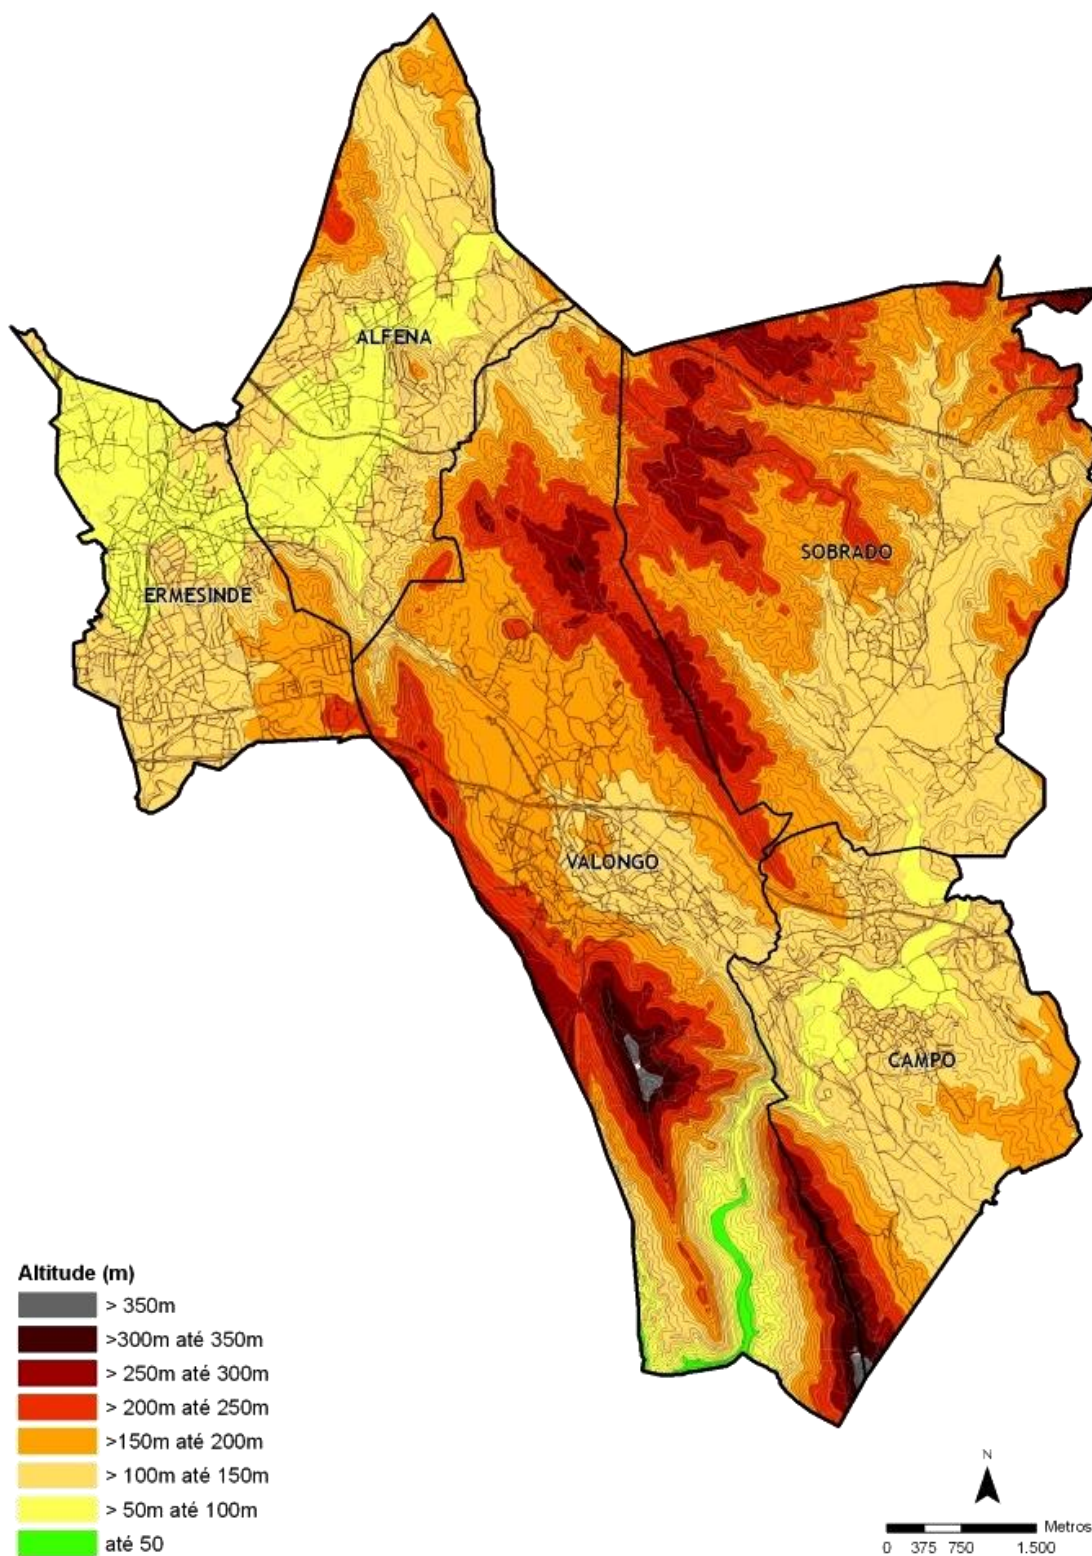 ALFENA
SOBRADO
ERMESINDE
VALONGO
CAMPO
Altitude (m)
> 350m
>300m até 350m
> 250m até 300m
> 200m até 250m
>150m até 200m
> 100m até 150m
> 50m até 100m
até 50
N
Metros
0 375 750 1.500